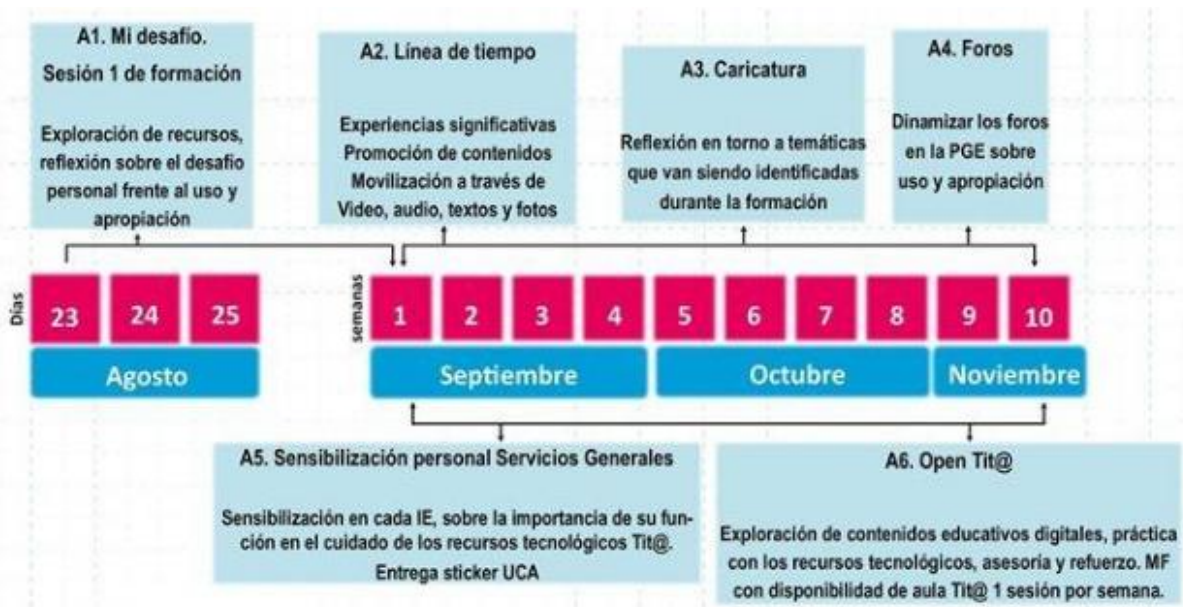 A1. Mi desafío.
Sesión 1 de formación
Exploración de recursos,
reflexión sobre el desafío
personal frente al uso y
apropiación
A2. Línea de tiempo
Experiencias significativas
Promoción de contenidos
Movilización a través de
Video, audio, textos y fotos
A3. Caricatura
Reflexión en torno a temáticas
que van siendo identificadas
durante la formación
A4. Foros
Dinamizar los foros
en la PGE sobre
uso y apropiación
Días
23 24 25
semanas
1 2 3 4 5 6 7 8 9 10
Agosto
Septiembre
Octubre
Noviembre
A5. Sensibilización personal Servicios Generales
Sensibilización en cada IE, sobre la importancia de su fun-
ción en el cuidado de los recursos tecnológicos Tit@.
Entrega sticker UCA
A6. Open Tit@
Exploración de contenidos educativos digitales, práctica
con los recursos tecnológicos, asesoría y refuerzo. MF
con disponibilidad de aula Tit@ 1 sesión por semana.